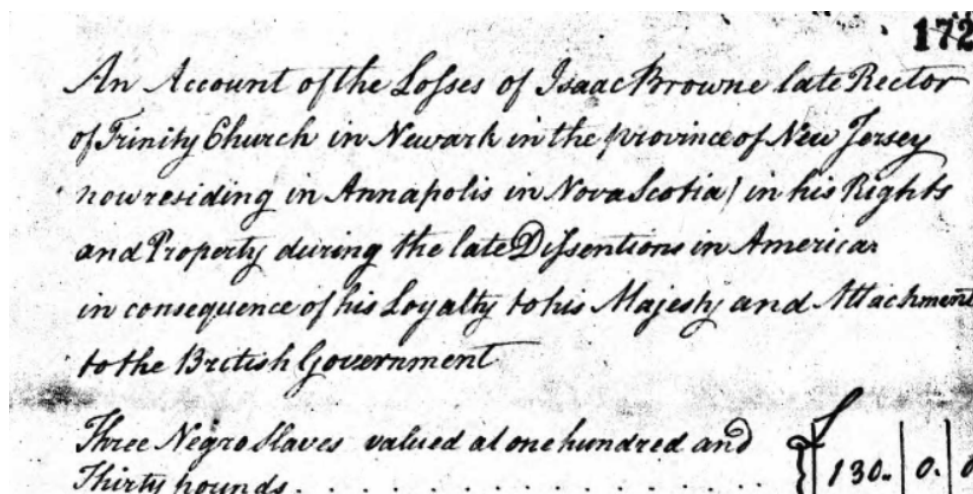 172
An Account of the Losses of Isaac Browne late Rector
of Trinity Church in Newark in the province of New Jersey
now residing in Annapolis in Nova Scotia) in his Rights
and Property during the late Dissentions in America
in consequence of his Loyalty to his Majesty and Attachment
to the British Government
Three Negro Slaves valued at one hundred and
Thirty pounds . . . . . . . . . . . . . . . . £ 130. 0. 0